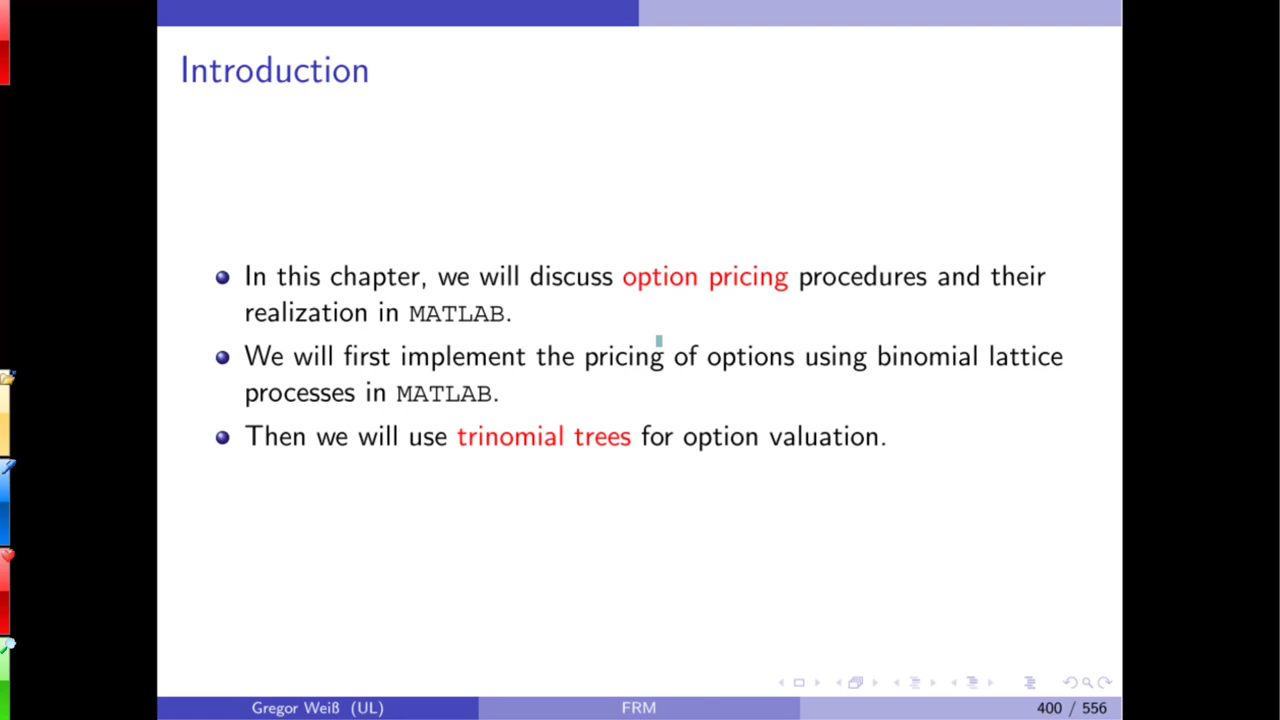 Introduction
In this chapter, we will discuss option pricing procedures and their
realization in MATLAB.
We will first implement the pricing of options using binomial lattice
processes in MATLAB.
Then we will use trinomial trees for option valuation.
Gregor Weiß (UL)
FRM
400 / 556